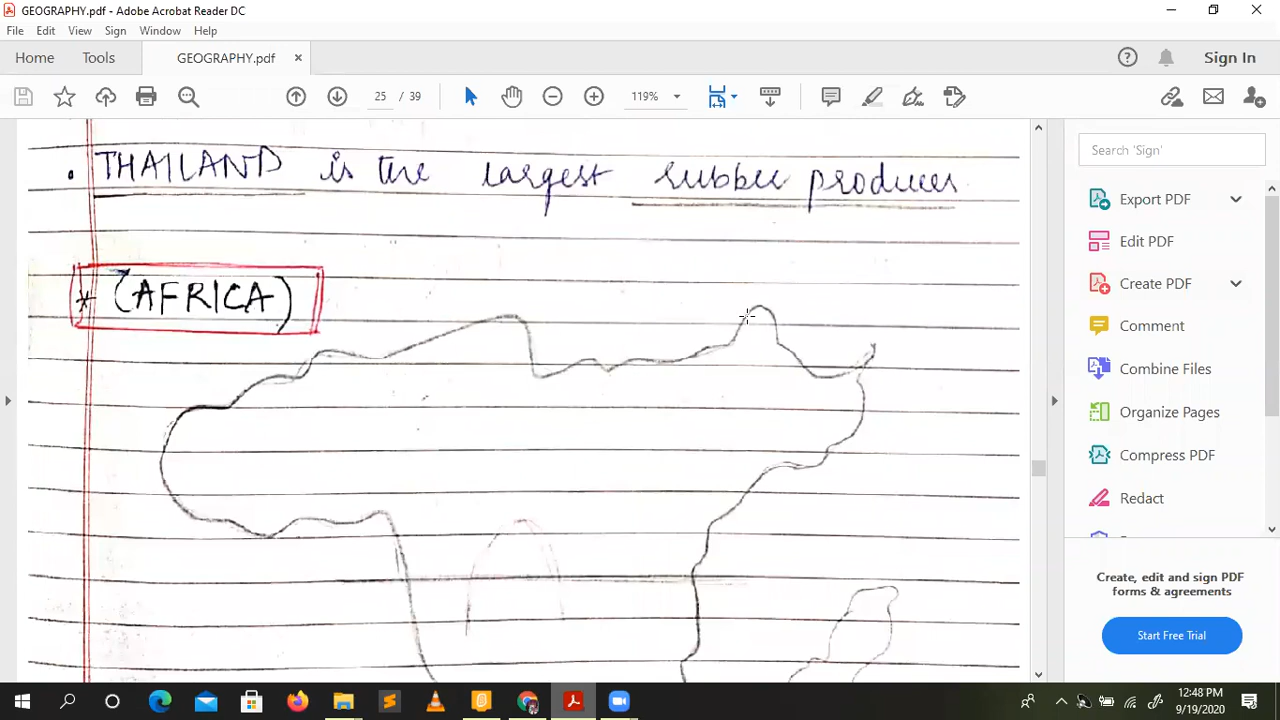 GEOGRAPHY.pdf - Adobe Acrobat Reader DC
File Edit View Sign Window Help
Home Tools GEOGRAPHY.pdf × Sign In
25 / 39 119%
. THAILAND is the largest rubber producer
* (AFRICA)
Search 'Sign'
Export PDF
Edit PDF
Create PDF
Comment
Combine Files
Organize Pages
Compress PDF
Redact
Create, edit and sign PDF
forms & agreements
Start Free Trial
12:48 PM
9/19/2020